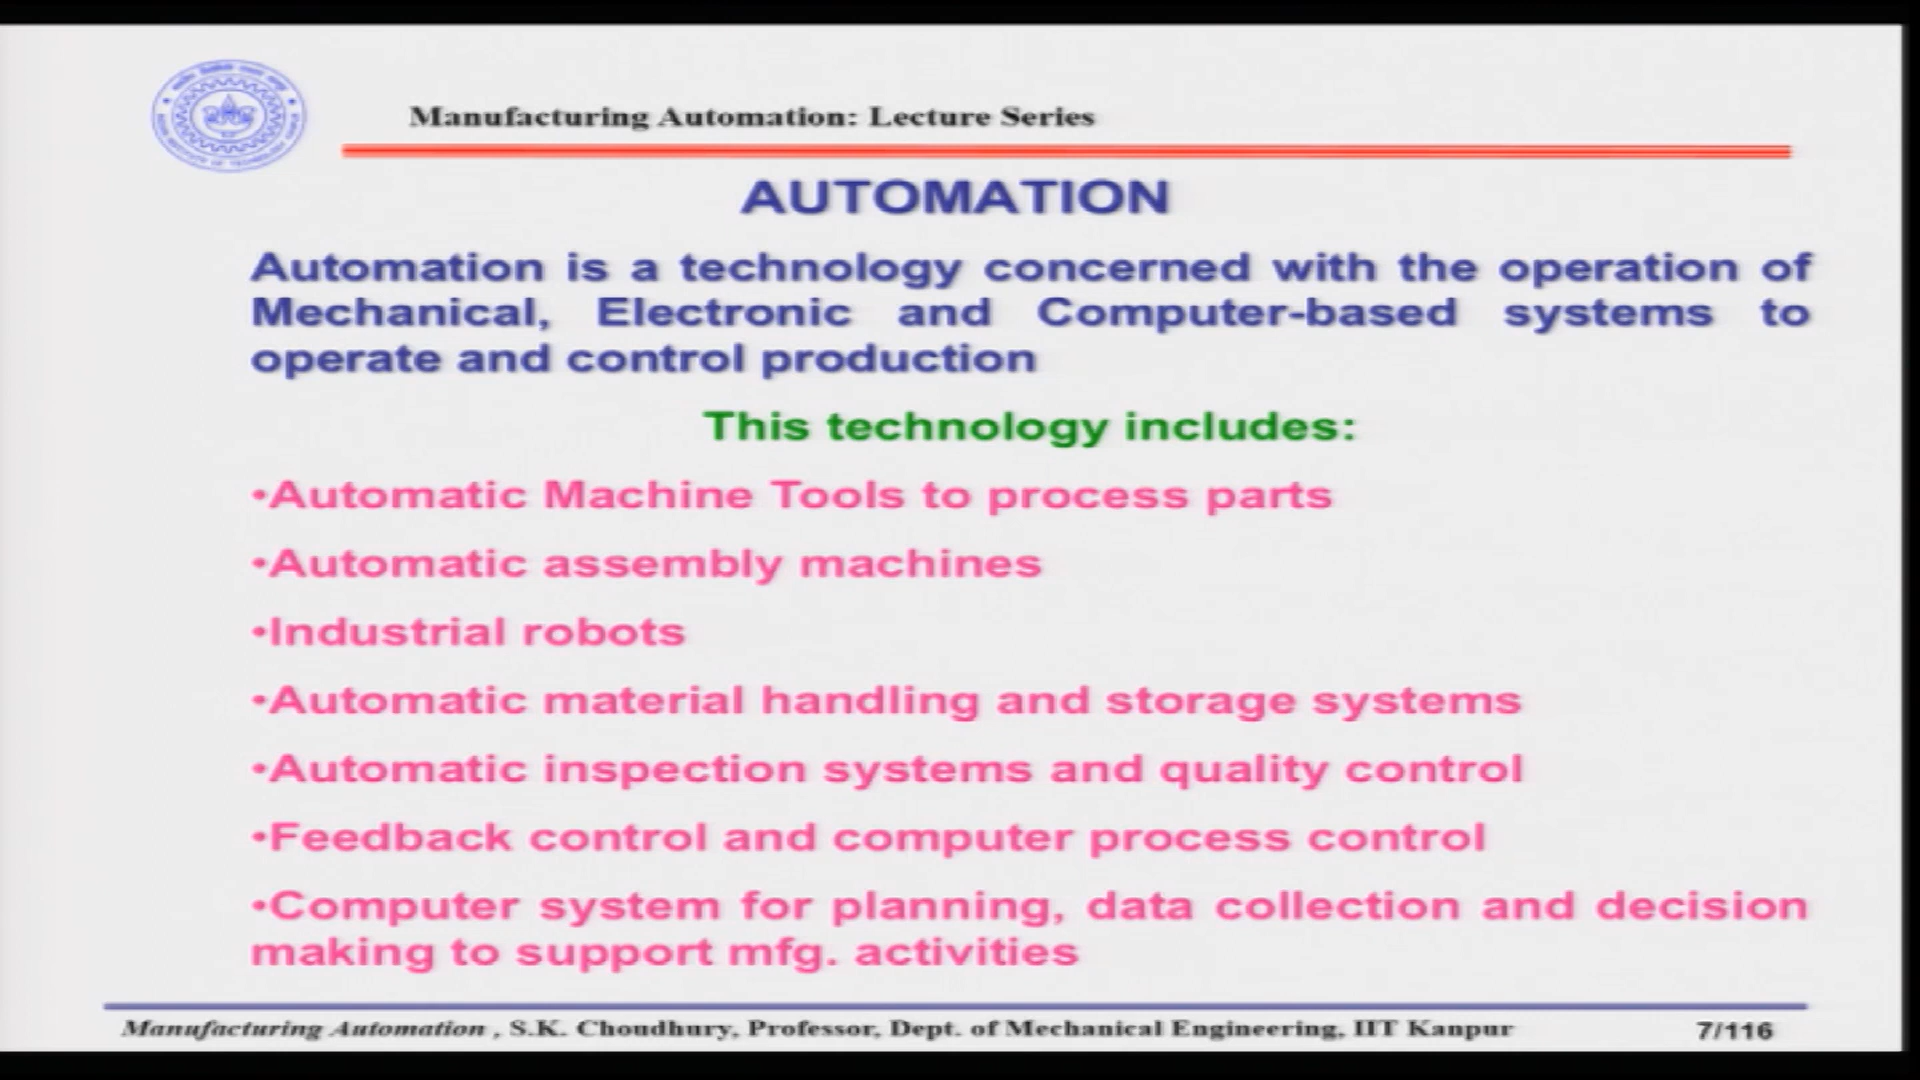 Manufacturing Automation: Lecture Series
AUTOMATION
Automation is a technology concerned with the operation of
Mechanical, Electronic and Computer-based systems to
operate and control production
This technology includes:
•Automatic Machine Tools to process parts
•Automatic assembly machines
•Industrial robots
•Automatic material handling and storage systems
•Automatic inspection systems and quality control
•Feedback control and computer process control
•Computer system for planning, data collection and decision
making to support mfg. activities
Manufacturing Automation , S.K. Choudhury, Professor, Dept. of Mechanical Engineering, IIT Kanpur 7/116